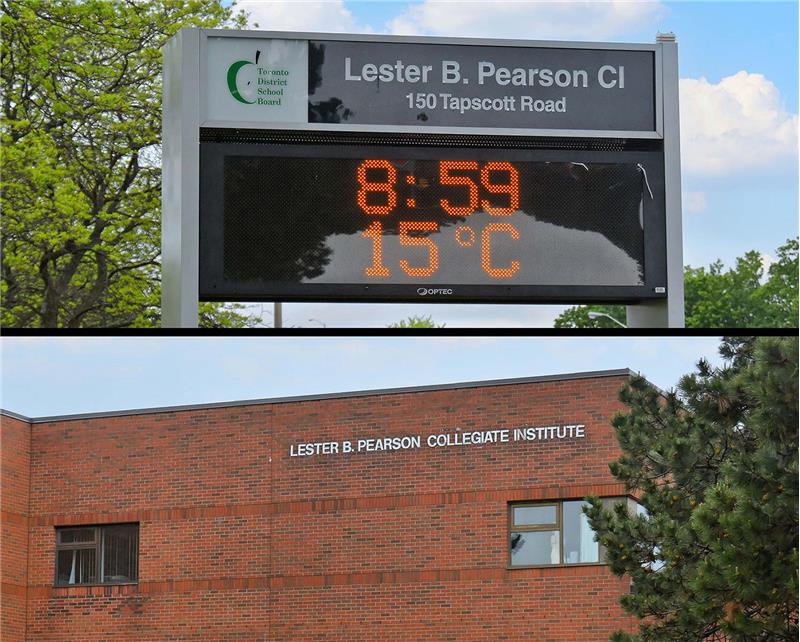 Toronto
District
School
Board
Lester B. Pearson CI
150 Tapscott Road
8:59
15°C
OPTEC
LESTER B. PEARSON COLLEGIATE INSTITUTE